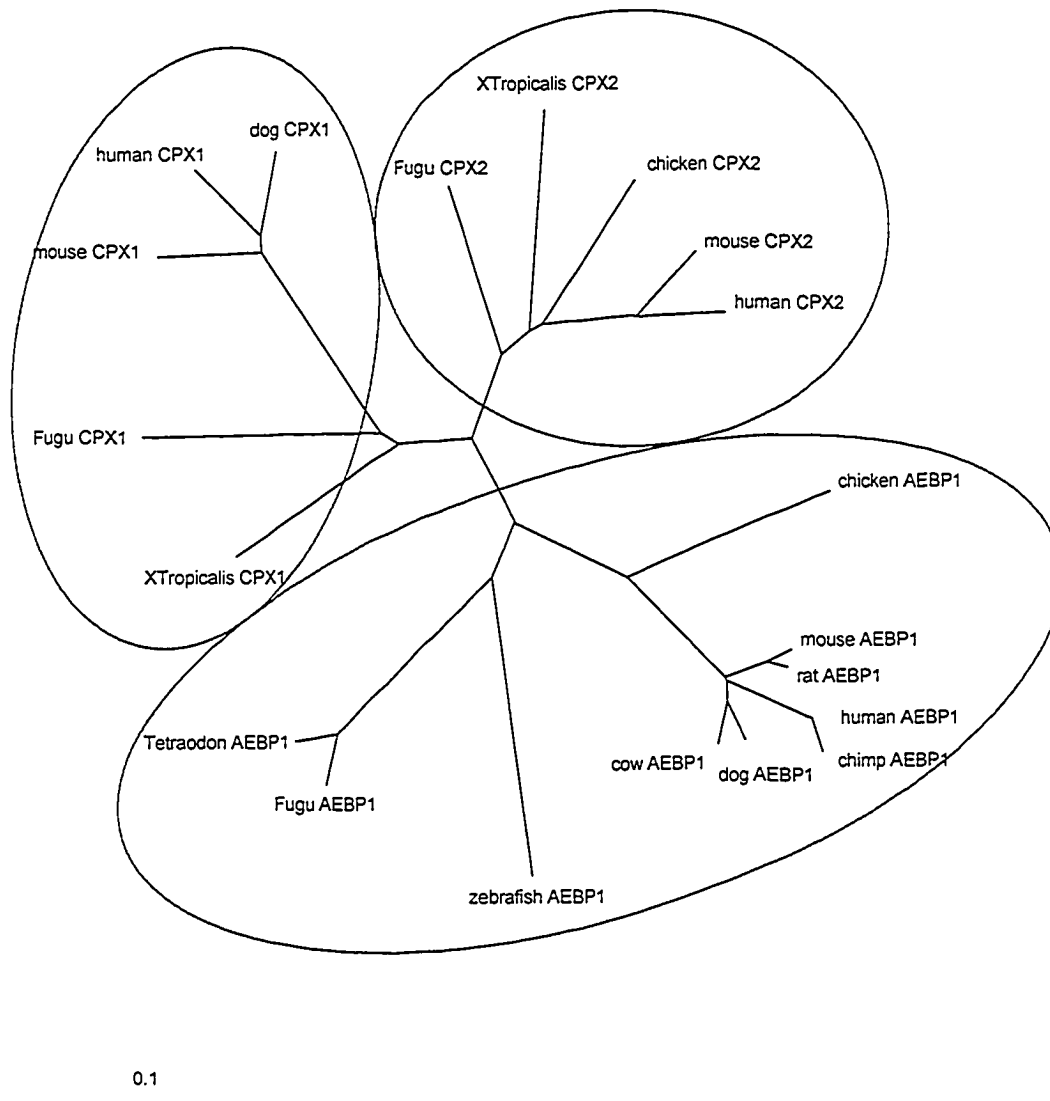 XTropicalis CPX2
dog CPX1
human CPX1
Fugu CPX2
chicken CPX2
mouse CPX1
mouse CPX2
human CPX2
Fugu CPX1
chicken AEBP1
XTropicalis CPX1
mouse AEBP1
rat AEBP1
human AEBP1
Tetraodon AEBP1
cow AEBP1
dog AEBP1
chimp AEBP1
Fugu AEBP1
zebrafish AEBP1
0.1